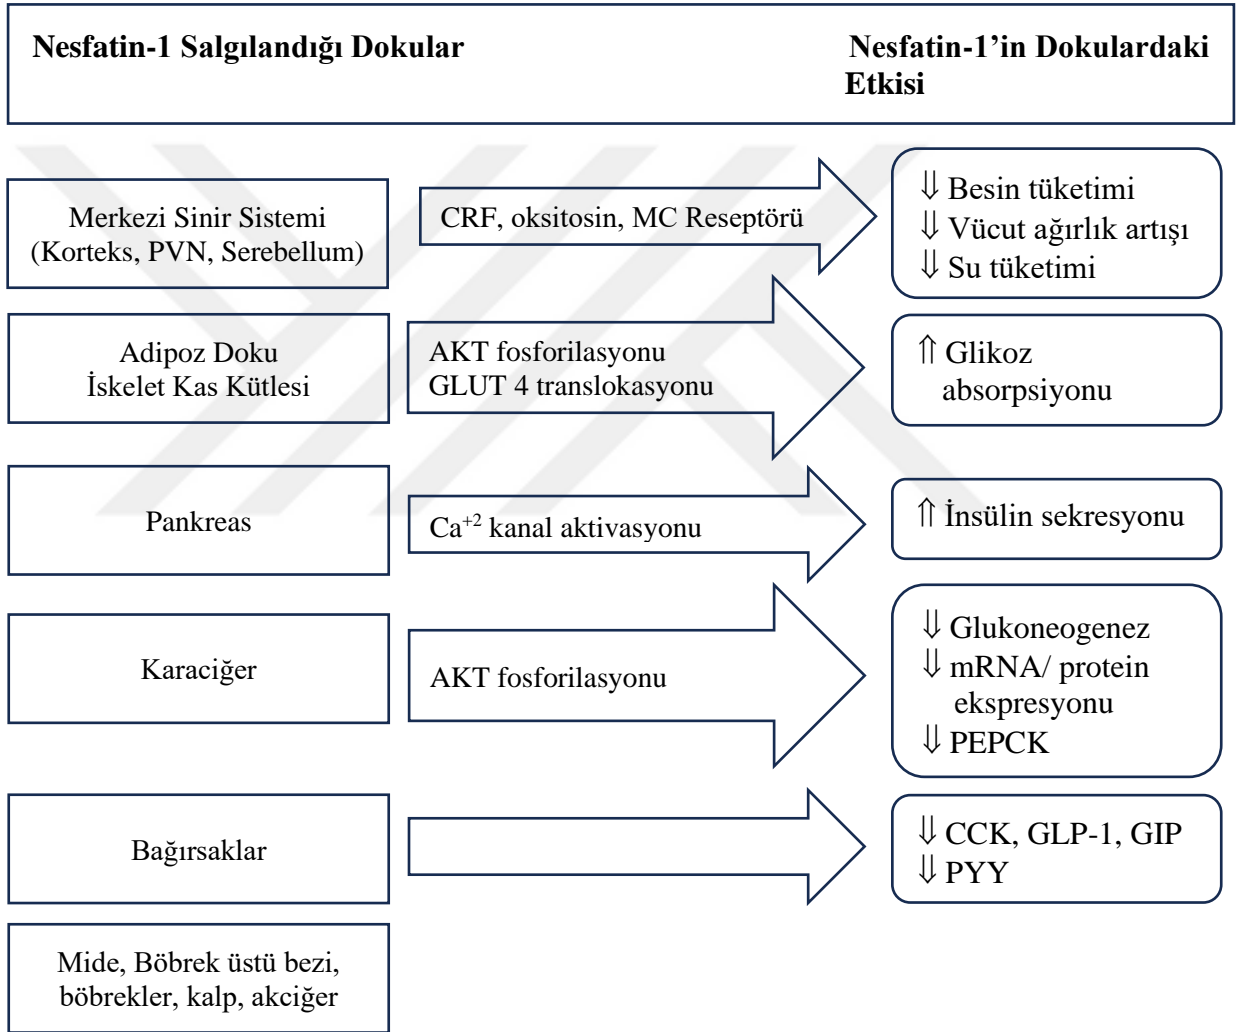 Nesfatin-1 Salgılandığı Dokular
Nesfatin-1’in Dokulardaki
Etkisi
Merkezi Sinir Sistemi
(Korteks, PVN, Serebellum)
CRF, oksitosin, MC Reseptörü
⇓ Besin tüketimi
⇓ Vücut ağırlık artışı
⇓ Su tüketimi
Adipoz Doku
İskelet Kas Kütlesi
AKT fosforilasyonu
GLUT 4 translokasyonu
⇑ Glikoz
absorpsiyonu
Pankreas
Ca⁺² kanal aktivasyonu
⇑ İnsülin sekresyonu
Karaciğer
AKT fosforilasyonu
⇓ Glukoneogenez
⇓ mRNA/ protein
ekspresyonu
⇓ PEPCK
Bağırsaklar
⇓ CCK, GLP-1, GIP
⇓ PYY
Mide, Böbrek üstü bezi,
böbrekler, kalp, akciğer